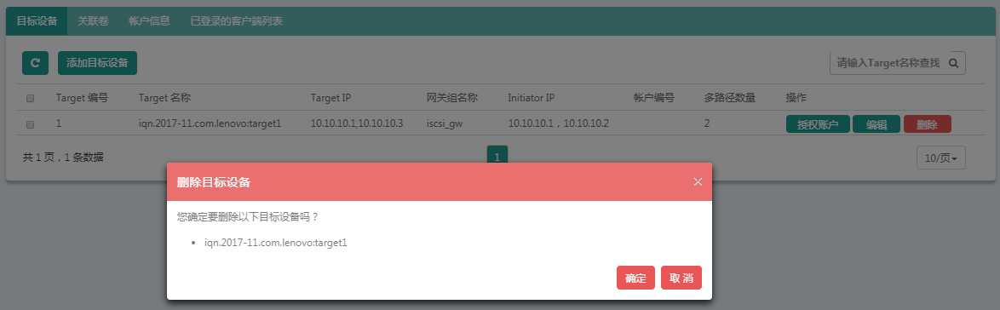 目标设备 关联卷 帐户信息 已登录的客户端列表
添加目标设备 请输入Target名称查找
Target 编号 Target 名称 Target IP 网关组名称 Initiator IP 帐户编号 多路径数量 操作
1 iqn.2017-11.com.lenovo:target1 10.10.10.1,10.10.10.3 iscsi_gw 10.10.10.1，10.10.10.2 2 授权账户 编辑 删除
共 1 页，1 条数据 1 10/页
删除目标设备 ×
您确定要删除以下目标设备吗？
• iqn.2017-11.com.lenovo:target1
确定 取 消